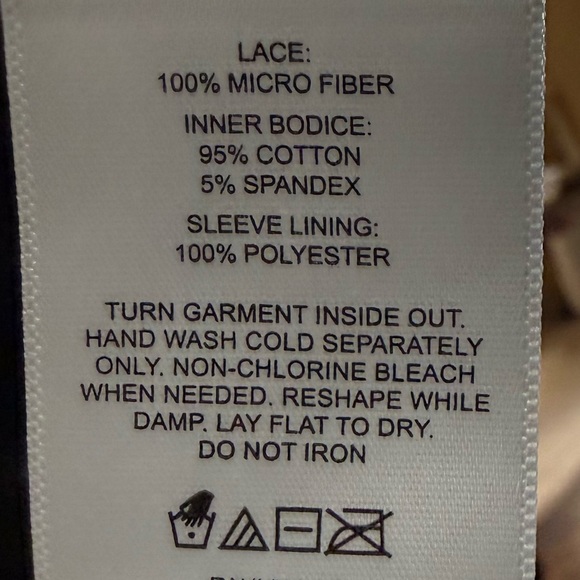 LACE:
100% MICRO FIBER
INNER BODICE:
95% COTTON
5% SPANDEX
SLEEVE LINING:
100% POLYESTER
TURN GARMENT INSIDE OUT.
HAND WASH COLD SEPARATELY
ONLY. NON-CHLORINE BLEACH
WHEN NEEDED. RESHAPE WHILE
DAMP. LAY FLAT TO DRY.
DO NOT IRON